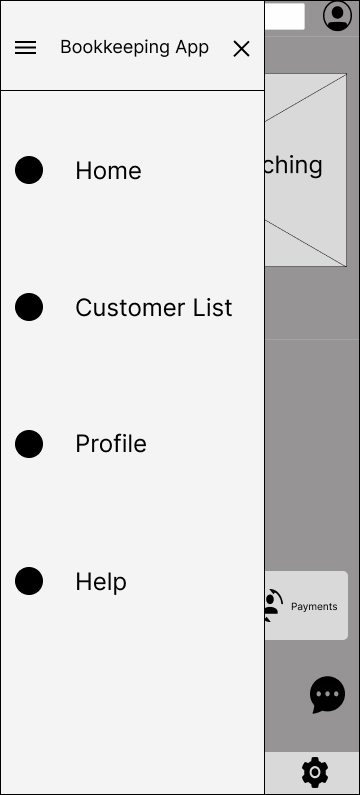 Bookkeeping App
ching
Home
Customer List
Profile
Help
Payments